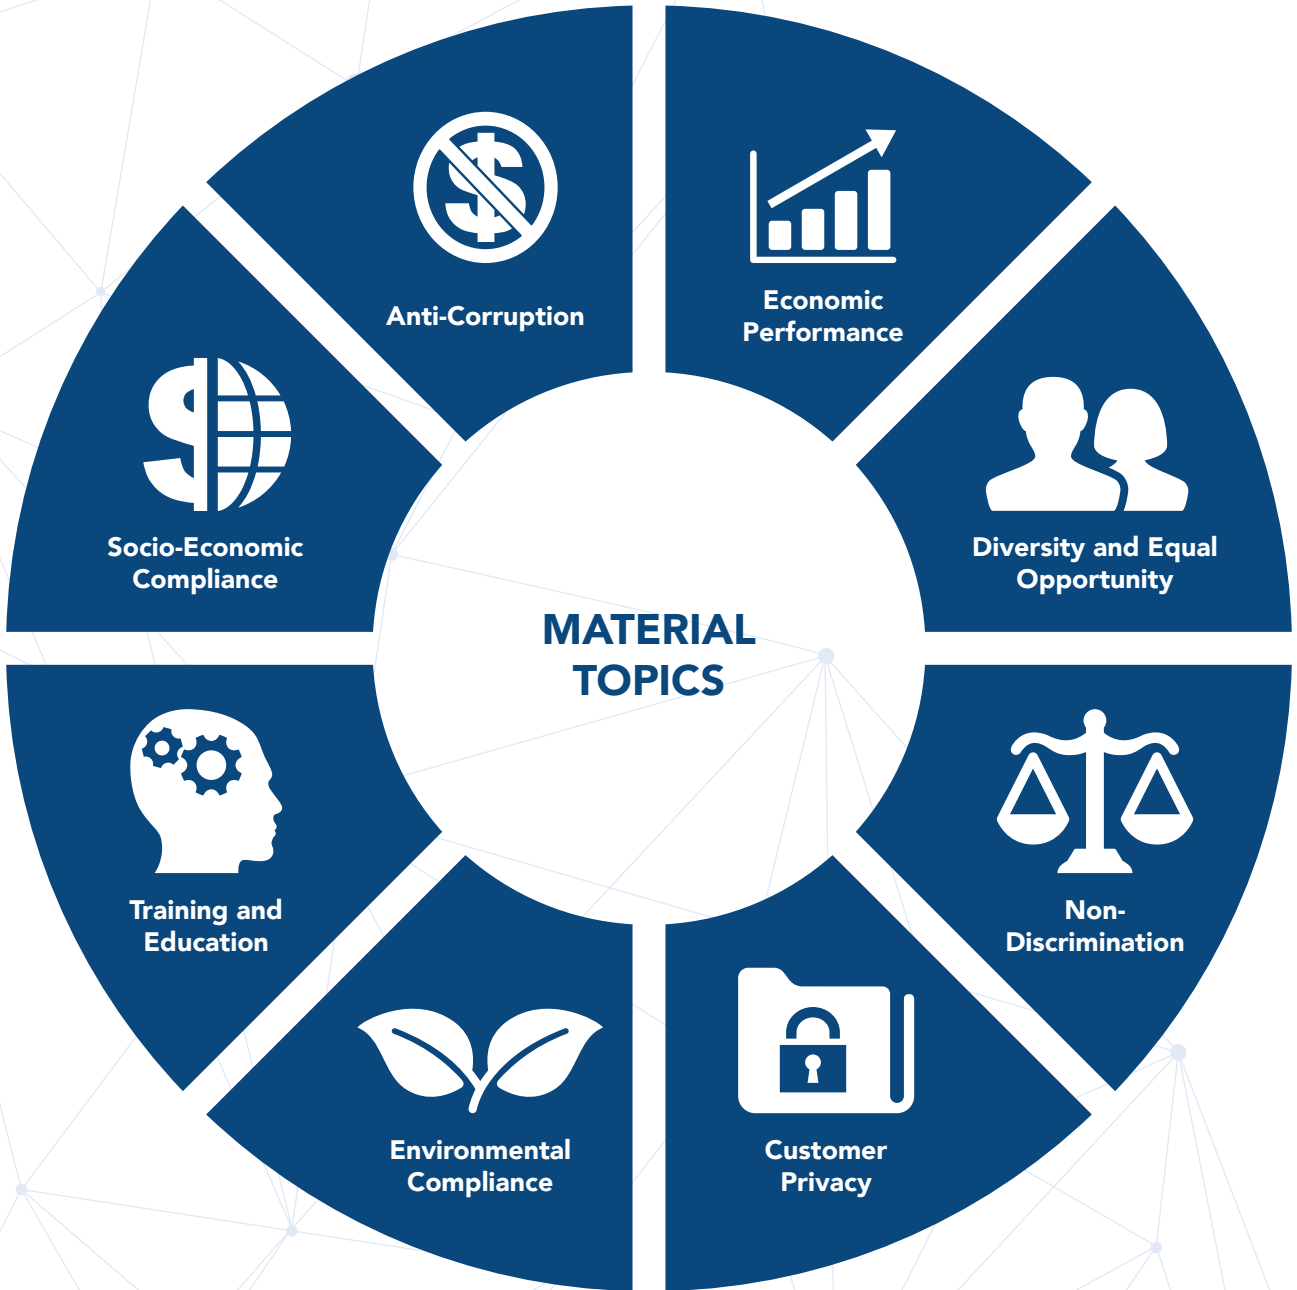 Anti-Corruption
Economic
Performance
Diversity and Equal
Opportunity
Non-
Discrimination
Customer
Privacy
Environmental
Compliance
Training and
Education
Socio-Economic
Compliance
MATERIAL
TOPICS